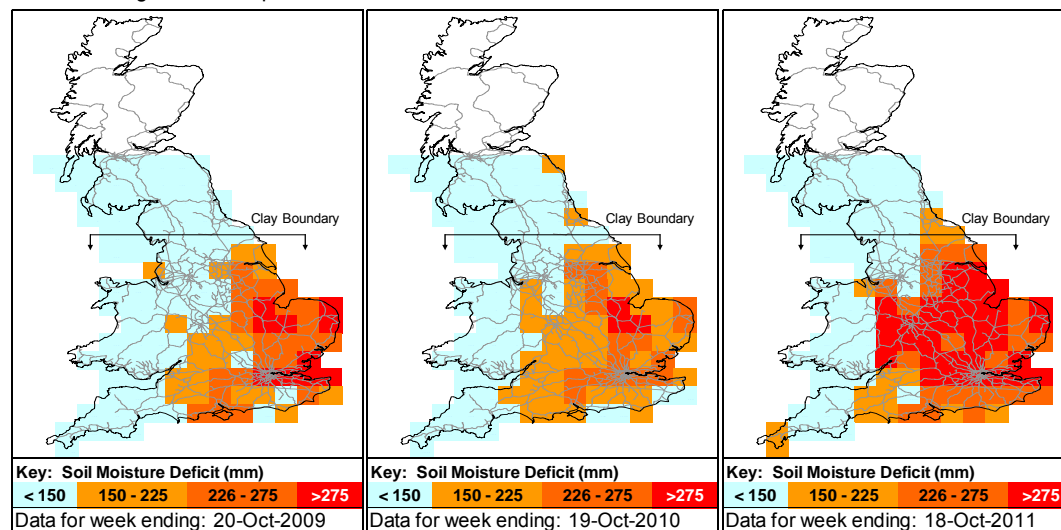 Clay Boundary
Key: Soil Moisture Deficit (mm)
< 150 150 - 225 226 - 275 >275
Data for week ending: 20-Oct-2009
Clay Boundary
Key: Soil Moisture Deficit (mm)
< 150 150 - 225 226 - 275 >275
Data for week ending: 19-Oct-2010
Clay Boundary
Key: Soil Moisture Deficit (mm)
< 150 150 - 225 226 - 275 >275
Data for week ending: 18-Oct-2011